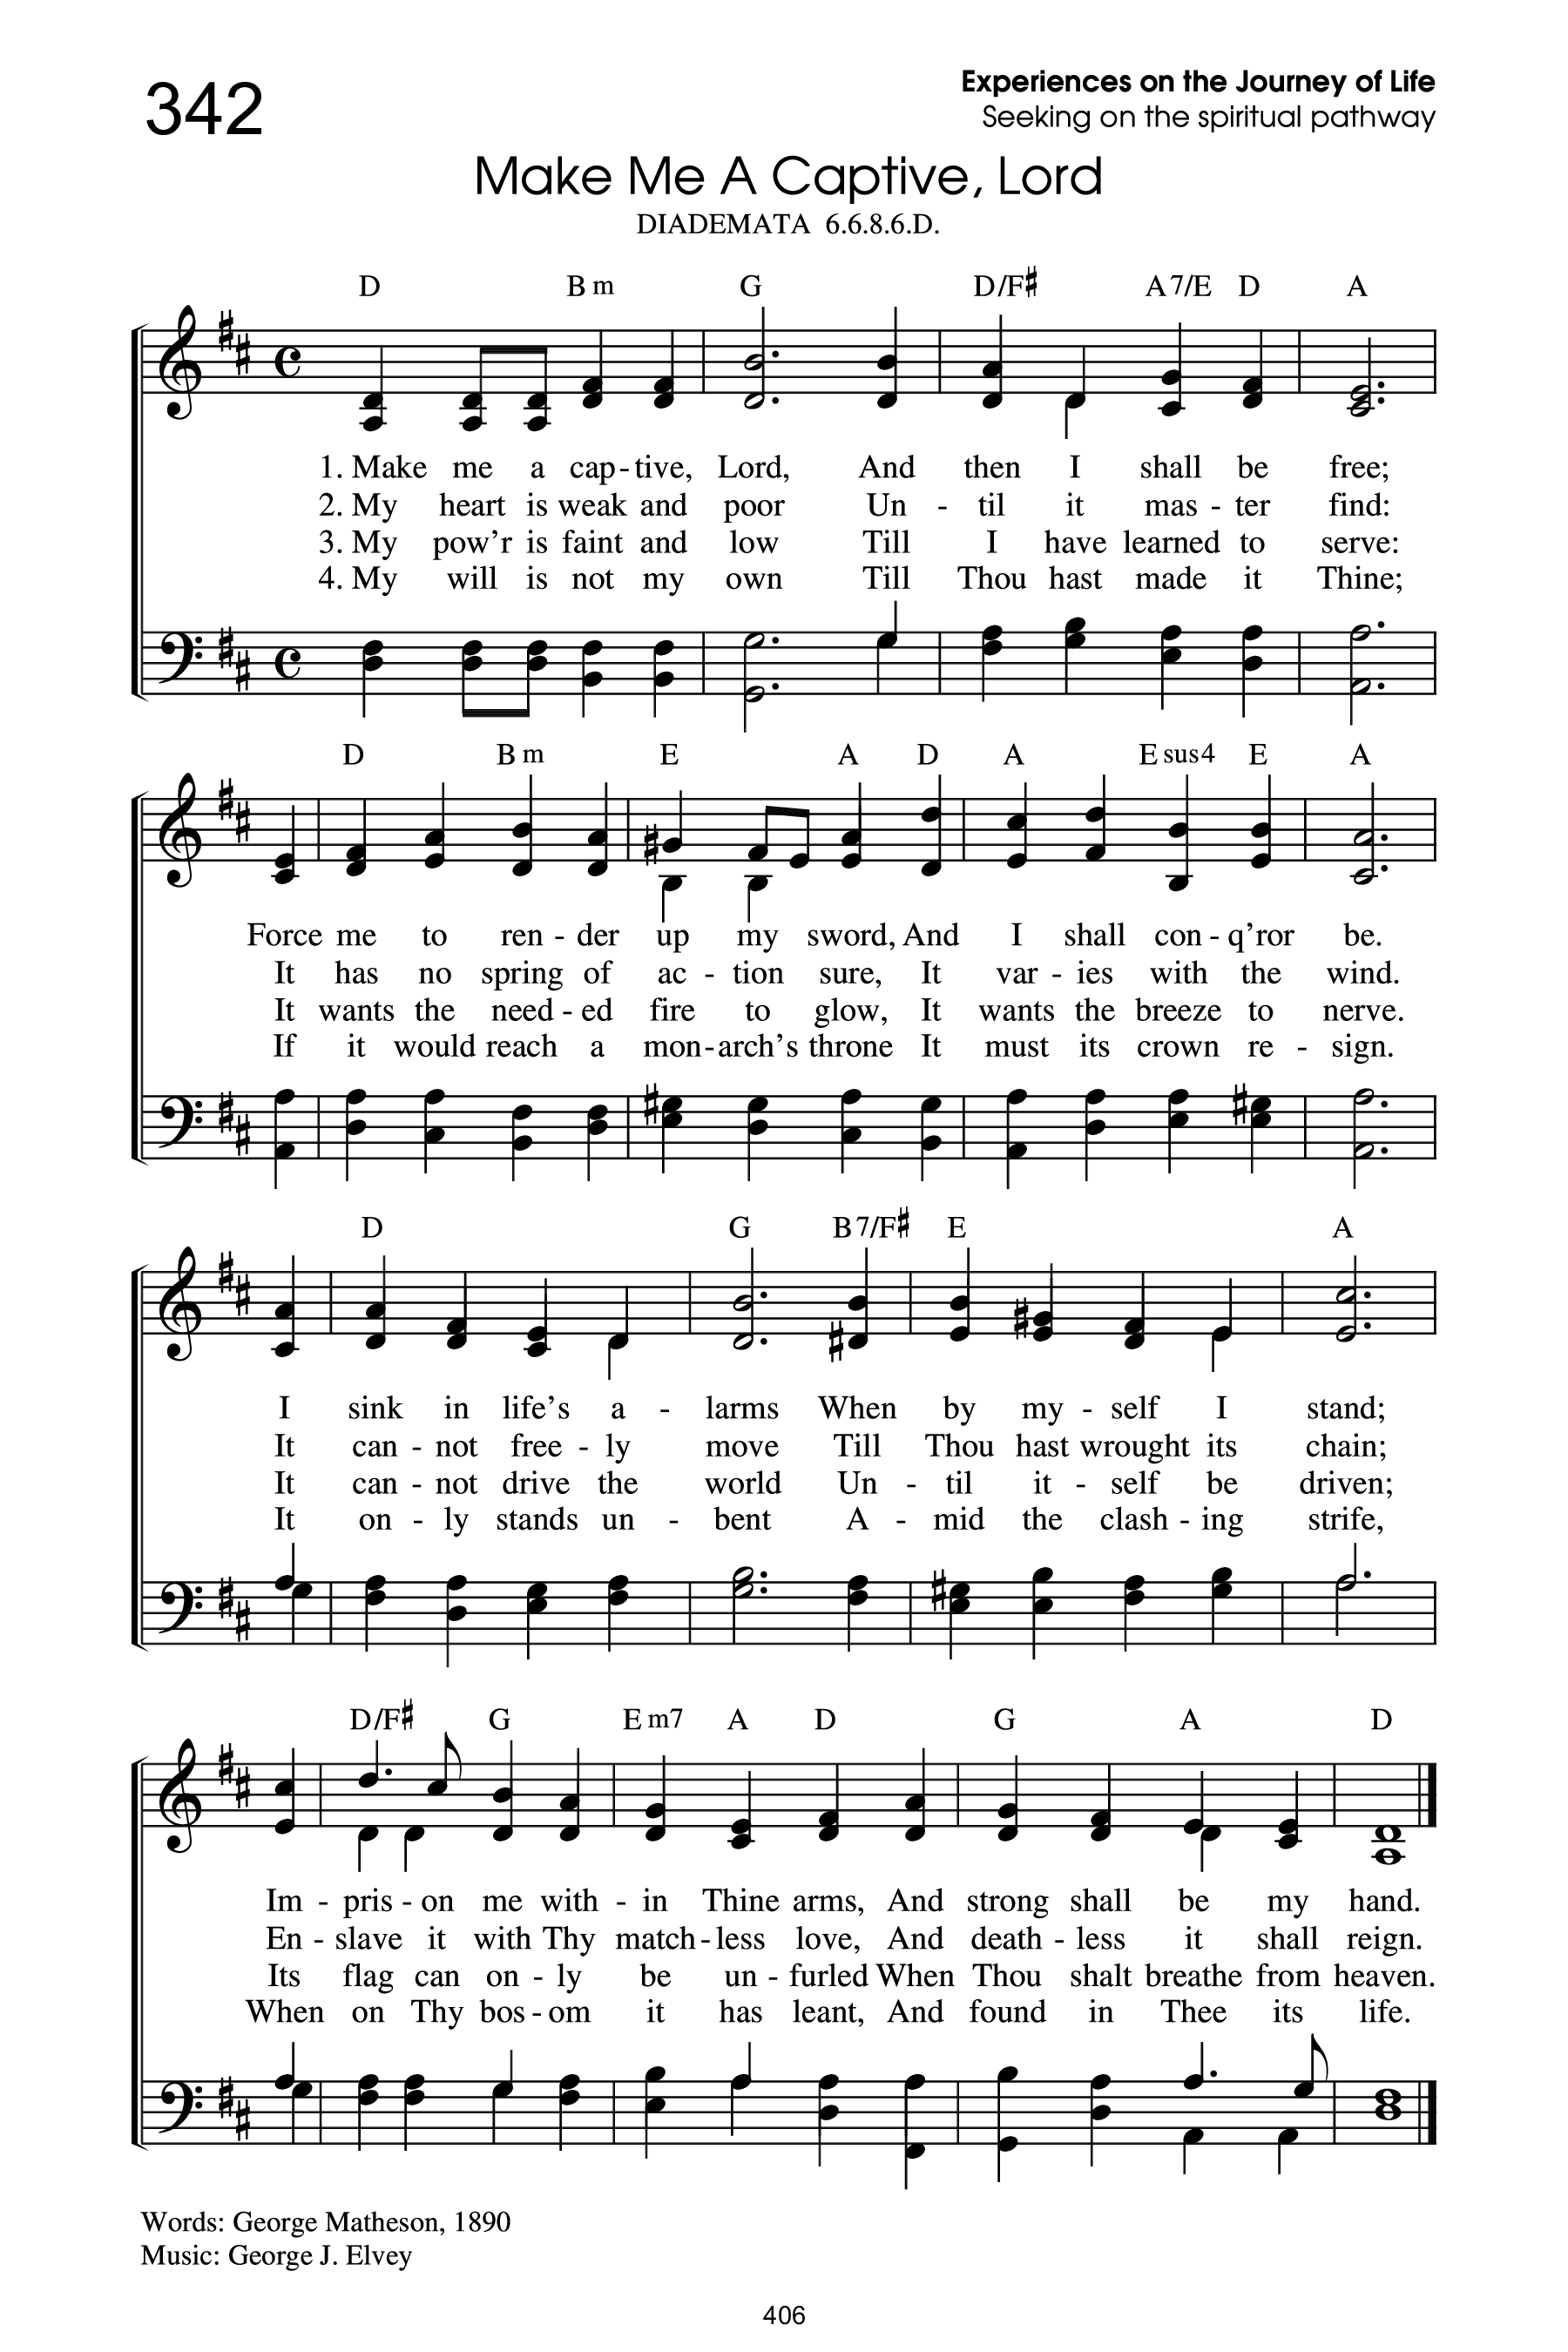 342
Experiences on the Journey of Life
Seeking on the spiritual pathway
Make Me A Captive, Lord
DIADEMATA 6.6.8.6.D.
D Bm G D/F♯ A7/E D A
1. Make me a cap - tive, Lord, And then I shall be free;
2. My heart is weak and poor Un - til it mas - ter find:
3. My pow’r is faint and low Till I have learned to serve:
4. My will is not my own Till Thou hast made it Thine;
D Bm E A D A Esus4 E A
Force me to ren - der up my sword, And I shall con - q’ror be.
It has no spring of ac - tion sure, It var - ies with the wind.
It wants the need - ed fire to glow, It wants the breeze to nerve.
If it would reach a mon - arch’s throne It must its crown re - sign.
D G B7/F♯ E A
I sink in life’s a - larms When by my - self I stand;
It can - not free - ly move Till Thou hast wrought its chain;
It can - not drive the world Un - til it - self be driven;
It on - ly stands un - bent A - mid the clash - ing strife,
D/F♯ G Em7 A D G A D
Im - pris - on me with - in Thine arms, And strong shall be my hand.
En - slave it with Thy match - less love, And death - less it shall reign.
Its flag can on - ly be un - furled When Thou shalt breathe from heaven.
When on Thy bos - om it has leant, And found in Thee its life.
Words: George Matheson, 1890
Music: George J. Elvey
406